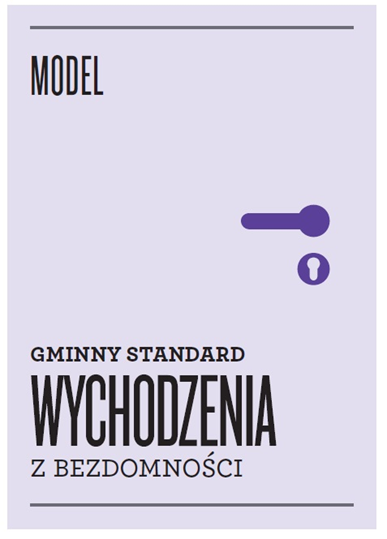 MODEL
GMINNY STANDARD
WYCHODZENIA
Z BEZDOMNOŚCI